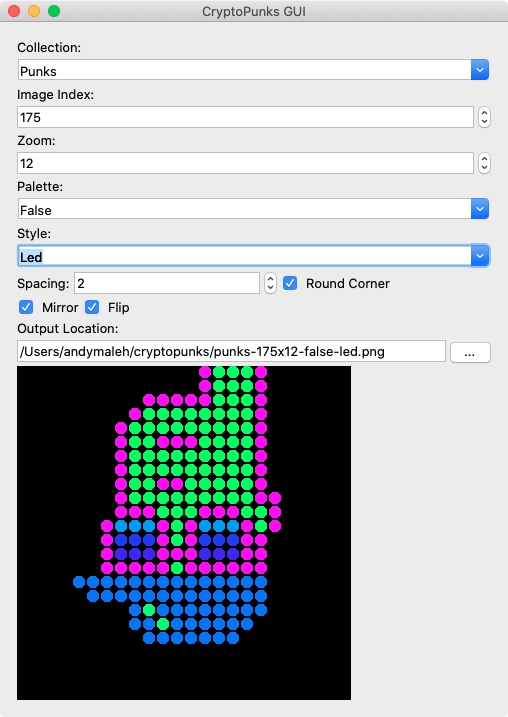 CryptoPunks GUI
Collection:
Punks
Image Index:
175
Zoom:
12
Palette:
False
Style:
Led
Spacing: 2 Round Corner
Mirror Flip
Output Location:
/Users/andymaleh/cryptopunks/punks-175x12-false-led.png ...